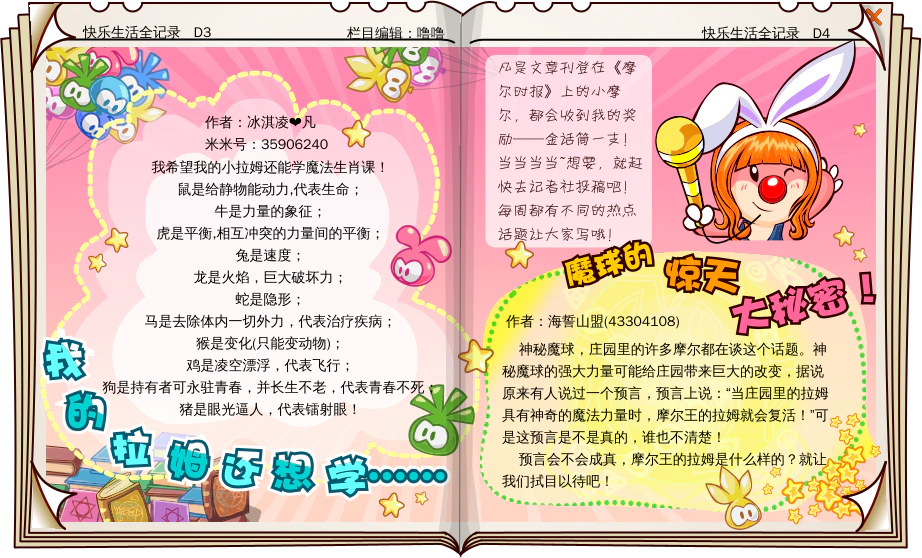 快乐生活全记录 D3
栏目编辑：噜噜
作者：冰淇凌❤凡
米米号：35906240
我希望我的小拉姆还能学魔法生肖课！
鼠是给静物能动力,代表生命；
牛是力量的象征；
虎是平衡,相互冲突的力量间的平衡；
兔是速度；
龙是火焰，巨大破坏力；
蛇是隐形；
马是去除体内一切外力，代表治疗疾病；
猴是变化(只能变动物)；
鸡是凌空漂浮，代表飞行；
狗是持有者可永驻青春，并长生不老，代表青春不死；
猪是眼光逼人，代表镭射眼！
我的拉姆还想学••••••
快乐生活全记录 D4
凡是文章刊登在《摩
尔时报》上的小摩
尔，都会收到我的奖
励——金话筒一支！
当当当当~想要，就赶
快去记者社投稿吧！
每周都有不同的热点
话题让大家写哦！
魔球的惊天大秘密！
作者：海誓山盟(43304108)
神秘魔球，庄园里的许多摩尔都在谈这个话题。神
秘魔球的强大力量可能给庄园带来巨大的改变，据说
原来有人说过一个预言，预言上说：“当庄园里的拉姆
具有神奇的魔法力量时，摩尔王的拉姆就会复活！”可
是这预言是不是真的，谁也不清楚！
预言会不会成真，摩尔王的拉姆是什么样的？就让
我们拭目以待吧！